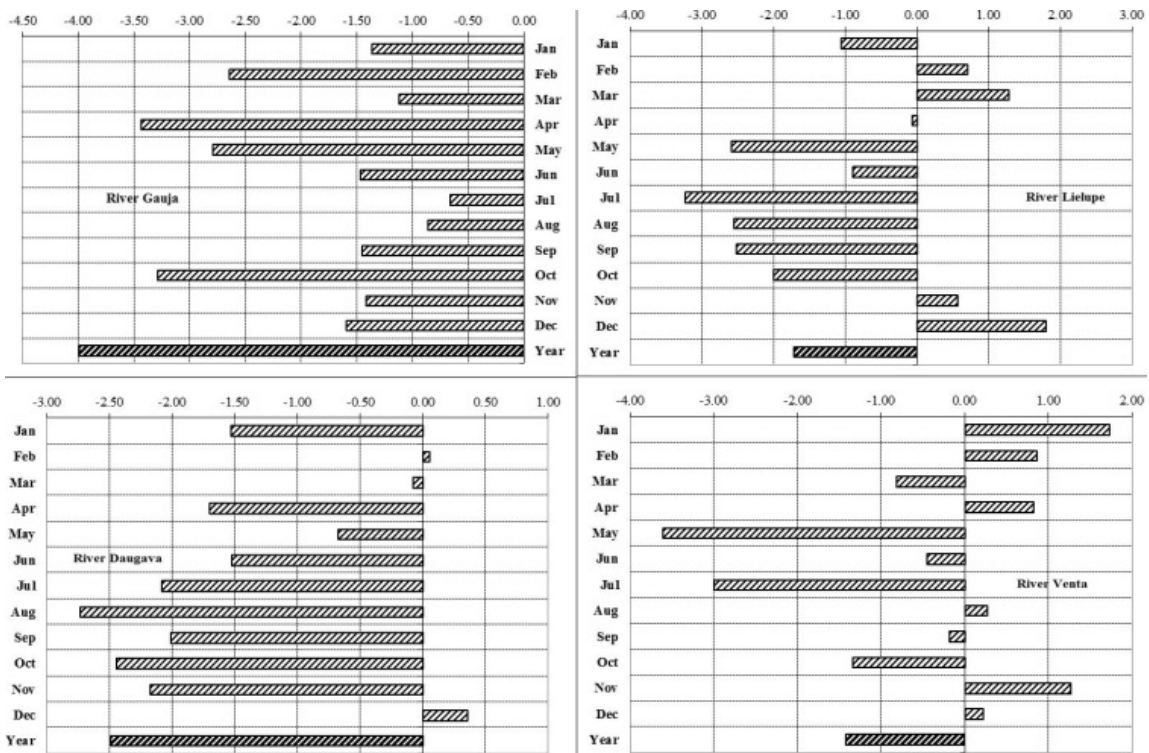 -4.50 -4.00 -3.50 -3.00 -2.50 -2.00 -1.50 -1.00 -0.50 0.00
Jan
Feb
Mar
Apr
May
Jun
River Gauja
Jul
Aug
Sep
Oct
Nov
Dec
Year
-4.00 -3.00 -2.00 -1.00 0.00 1.00 2.00 3.00
Jan
Feb
Mar
Apr
May
Jun
Jul River Lielupe
Aug
Sep
Oct
Nov
Dec
Year
-3.00 -2.50 -2.00 -1.50 -1.00 -0.50 0.00 0.50 1.00
Jan
Feb
Mar
Apr
May
Jun River Daugava
Jul
Aug
Sep
Oct
Nov
Dec
Year
-4.00 -3.00 -2.00 -1.00 0.00 1.00 2.00
Jan
Feb
Mar
Apr
May
Jun
Jul River Venta
Aug
Sep
Oct
Nov
Dec
Year